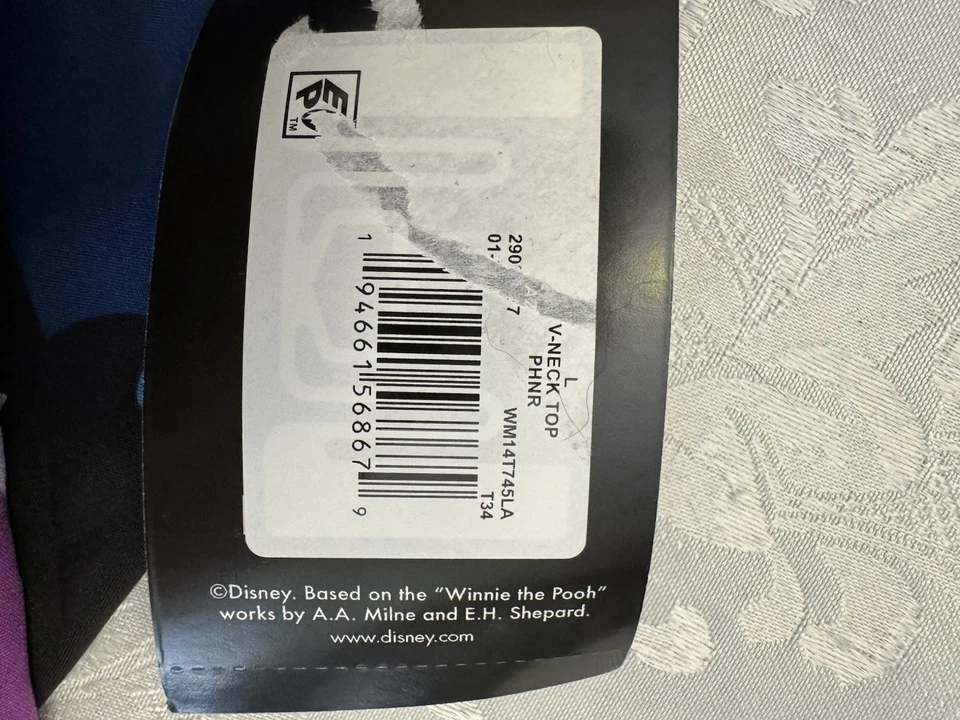 L
V-NECK TOP
PHNR
WM14T745LA
T34
1 94661 56867 9
EP™
©Disney. Based on the “Winnie the Pooh”
works by A.A. Milne and E.H. Shepard.
www.disney.com